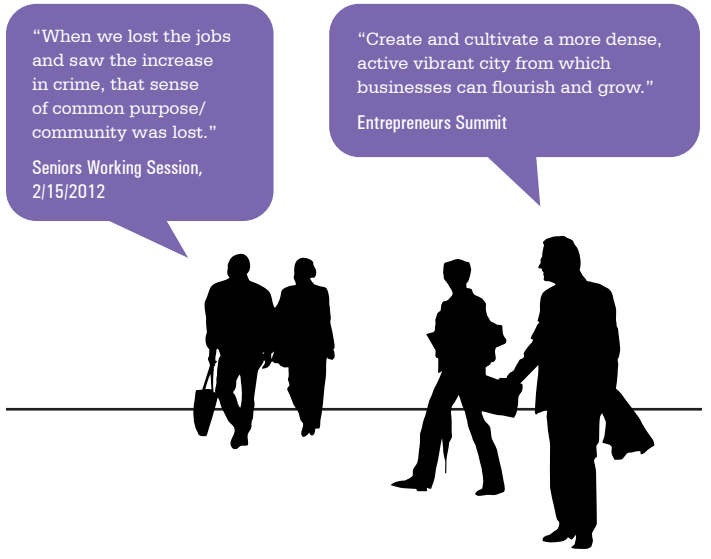 “When we lost the jobs
and saw the increase
in crime, that sense
of common purpose/
community was lost.”
Seniors Working Session,
2/15/2012
“Create and cultivate a more dense,
active vibrant city from which
businesses can flourish and grow.”
Entrepreneurs Summit